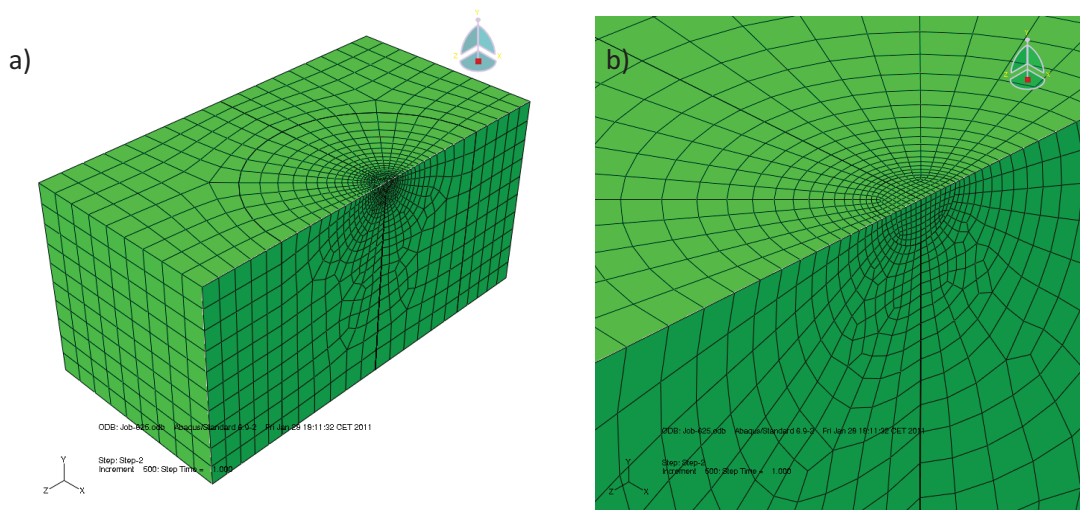 a)
Y
Z X
ODB: Job-625.odb Abaqus/Standard 6.9-2 Fri Jan 28 18:11:32 CET 2011
Step: Step-2
Increment 500: Step Time = 1.000
Y
Z X
b)
Y
Z X
ODB: Job-625.odb Abaqus/Standard 6.9-2 Fri Jan 28 18:11:32 CET 2011
Step: Step-2
Increment 500: Step Time = 1.000
Y
Z X